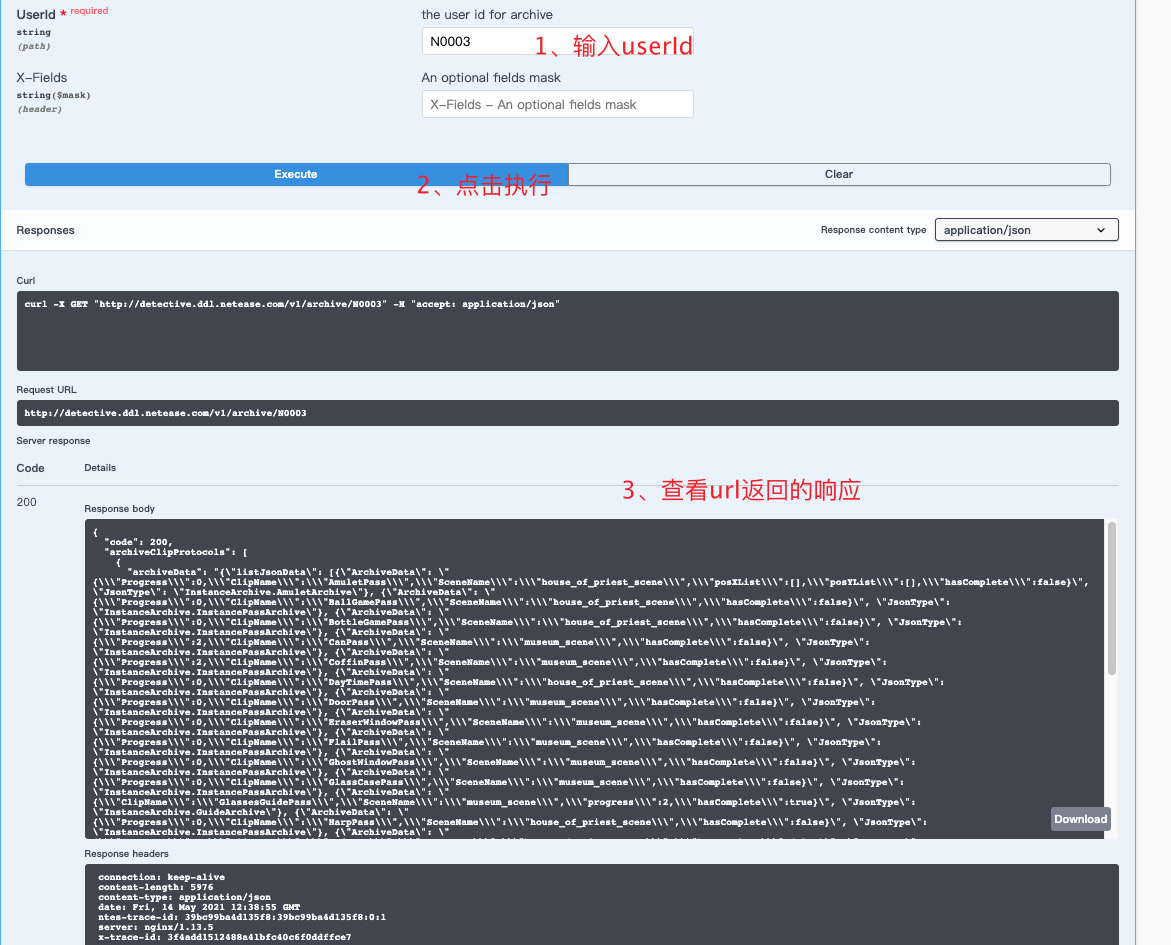 UserId * required
the user id for archive
string
(path)
N0003
1、输入userId
X-Fields
An optional fields mask
string($mask)
(header)
X-Fields - An optional fields mask
Execute
Clear
2、点击执行
Responses
Response content type
application/json
Curl
curl -X GET "http://detective.ddl.netease.com/v1/archive/N0003" -H "accept: application/json"
Request URL
http://detective.ddl.netease.com/v1/archive/N0003
Server response
Code
Details
3、查看url返回的响应
200
Response body
{
"code": 200,
"archiveClipProtocols": [
{
"archiveData": "{\"listJsonData\": [{\"ArchiveData\": \"
{\\\"Progress\\\":0,\\\"ClipName\\\":\\\"AmuletPass\\\",\\\"SceneName\\\":\\\"house_of_priest_scene\\\",\\\"posXList\\\":[],\\\"posYList\\\":[],\\\"hasComplete\\\":false}\",
\"JsonType\": \"InstanceArchive.AmuletArchive\"}, {\"ArchiveData\": \"
{\\\"Progress\\\":0,\\\"ClipName\\\":\\\"BallGamePass\\\",\\\"SceneName\\\":\\\"house_of_priest_scene\\\",\\\"hasComplete\\\":false}\", \"JsonType\":
\"InstanceArchive.InstancePassArchive\"}, {\"ArchiveData\": \"
{\\\"Progress\\\":0,\\\"ClipName\\\":\\\"BottleGamePass\\\",\\\"SceneName\\\":\\\"house_of_priest_scene\\\",\\\"hasComplete\\\":false}\", \"JsonType\":
\"InstanceArchive.InstancePassArchive\"}, {\"ArchiveData\": \"
{\\\"Progress\\\":2,\\\"ClipName\\\":\\\"CanPass\\\",\\\"SceneName\\\":\\\"museum_scene\\\",\\\"hasComplete\\\":false}\", \"JsonType\":
\"InstanceArchive.InstancePassArchive\"}, {\"ArchiveData\": \"
{\\\"Progress\\\":2,\\\"ClipName\\\":\\\"CoffinPass\\\",\\\"SceneName\\\":\\\"museum_scene\\\",\\\"hasComplete\\\":false}\", \"JsonType\":
\"InstanceArchive.InstancePassArchive\"}, {\"ArchiveData\": \"
{\\\"Progress\\\":0,\\\"ClipName\\\":\\\"DayTimePass\\\",\\\"SceneName\\\":\\\"house_of_priest_scene\\\",\\\"hasComplete\\\":false}\", \"JsonType\":
\"InstanceArchive.InstancePassArchive\"}, {\"ArchiveData\": \"
{\\\"Progress\\\":0,\\\"ClipName\\\":\\\"DoorPass\\\",\\\"SceneName\\\":\\\"museum_scene\\\",\\\"hasComplete\\\":false}\", \"JsonType\":
\"InstanceArchive.InstancePassArchive\"}, {\"ArchiveData\": \"
{\\\"Progress\\\":0,\\\"ClipName\\\":\\\"EraserWindowPass\\\",\\\"SceneName\\\":\\\"museum_scene\\\",\\\"hasComplete\\\":false}\", \"JsonType\":
\"InstanceArchive.InstancePassArchive\"}, {\"ArchiveData\": \"
{\\\"Progress\\\":0,\\\"ClipName\\\":\\\"FlailPass\\\",\\\"SceneName\\\":\\\"museum_scene\\\",\\\"hasComplete\\\":false}\", \"JsonType\":
\"InstanceArchive.InstancePassArchive\"}, {\"ArchiveData\": \"
{\\\"Progress\\\":0,\\\"ClipName\\\":\\\"GhostWindowPass\\\",\\\"SceneName\\\":\\\"museum_scene\\\",\\\"hasComplete\\\":false}\", \"JsonType\":
\"InstanceArchive.InstancePassArchive\"}, {\"ArchiveData\": \"
{\\\"Progress\\\":0,\\\"ClipName\\\":\\\"GlassCasePass\\\",\\\"SceneName\\\":\\\"museum_scene\\\",\\\"hasComplete\\\":false}\", \"JsonType\":
\"InstanceArchive.InstancePassArchive\"}, {\"ArchiveData\": \"
{\\\"ClipName\\\":\\\"GlassesGuidePass\\\",\\\"SceneName\\\":\\\"museum_scene\\\",\\\"progress\\\":2,\\\"hasComplete\\\":true}\", \"JsonType\":
\"InstanceArchive.GuideArchive\"}, {\"ArchiveData\": \"
{\\\"Progress\\\":0,\\\"ClipName\\\":\\\"HarpPass\\\",\\\"SceneName\\\":\\\"house_of_priest_scene\\\",\\\"hasComplete\\\":false}\", \"JsonType\":
\"InstanceArchive.InstancePassArchive\"}, {\"ArchiveData\": \"
Download
Response headers
connection: keep-alive
content-length: 5976
content-type: application/json
date: Fri, 14 May 2021 12:38:55 GMT
ntes-trace-id: 39bc99ba4d135f8:39bc99ba4d135f8:0:1
server: nginx/1.13.5
x-trace-id: 3f4add1512488a41bfc40c6f0ddffce7